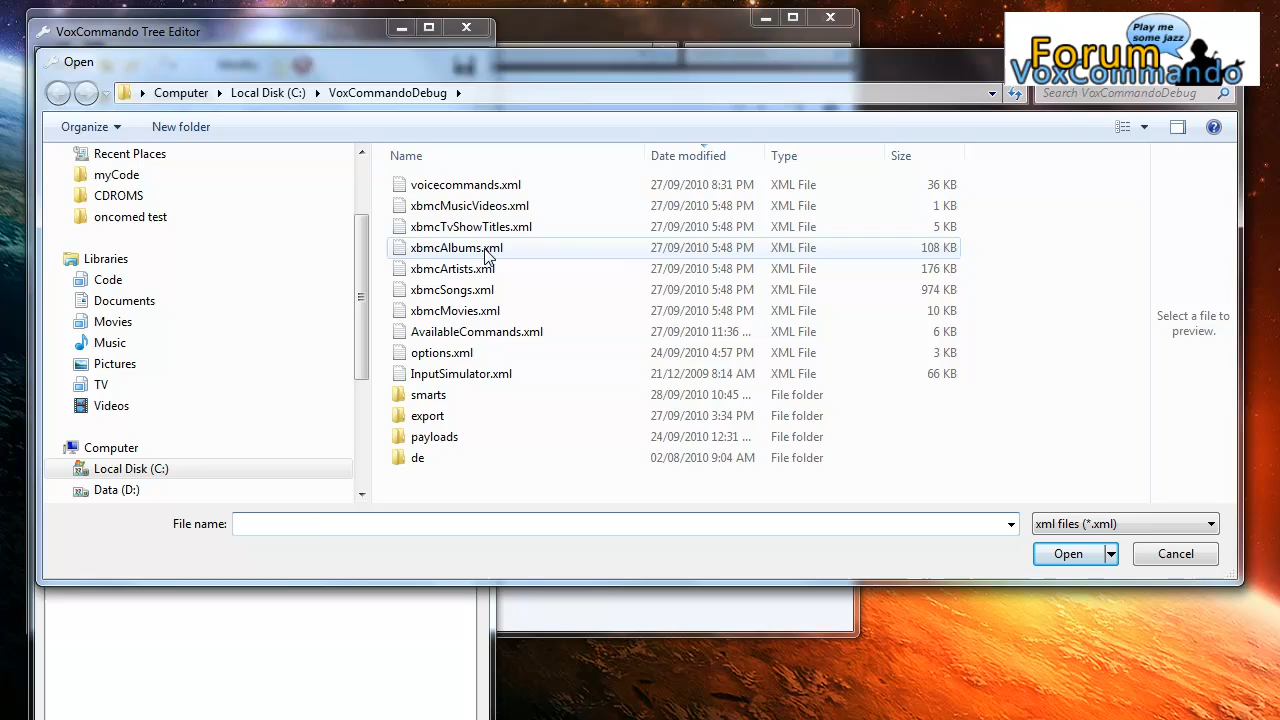 VoxCommando Tree Editor
Play me
some Jazz
Forum
VoxCommando
Open
Computer
Local Disk (C:)
VoxCommandoDebug
Search VoxCommandoDebug
Organize
New folder
Recent Places
myCode
CDROMS
oncomed test
Libraries
Code
Documents
Movies
Music
Pictures
TV
Videos
Computer
Local Disk (C:)
Data (D:)
Name Date modified Type Size
voicecommands.xml 27/09/2010 8:31 PM XML File 36 KB
xbmcMusicVideos.xml 27/09/2010 5:48 PM XML File 1 KB
xbmcTvShowTitles.xml 27/09/2010 5:48 PM XML File 5 KB
xbmcAlbums.xml 27/09/2010 5:48 PM XML File 108 KB
xbmcArtists.xml 27/09/2010 5:48 PM XML File 176 KB
xbmcSongs.xml 27/09/2010 5:48 PM XML File 974 KB
xbmcMovies.xml 27/09/2010 5:48 PM XML File 10 KB
AvailableCommands.xml 27/09/2010 11:36 ... XML File 6 KB
options.xml 24/09/2010 4:57 PM XML File 3 KB
InputSimulator.xml 21/12/2009 8:14 AM XML File 66 KB
smarts 28/09/2010 10:45 ... File folder
export 27/09/2010 3:34 PM File folder
payloads 24/09/2010 12:31 ... File folder
de 02/08/2010 9:04 AM File folder
Select a file to
preview.
File name:
xml files (*.xml)
Open
Cancel